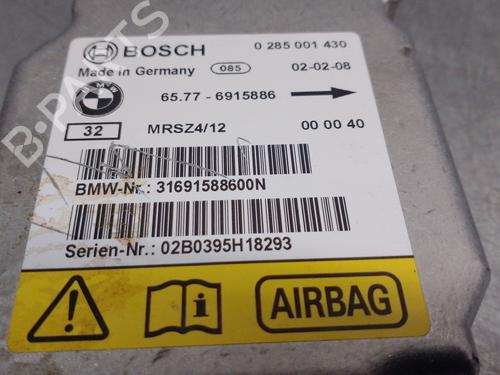 BOSCH 0 285 001 430
Made in Germany 085 02-02-08
BMW
65.77 - 6915886
32 MRSZ4/12 00 00 40
BMW-Nr.: 31691588600N
Serien-Nr.: 02B0395H18293
i AIRBAG
B-PARTS